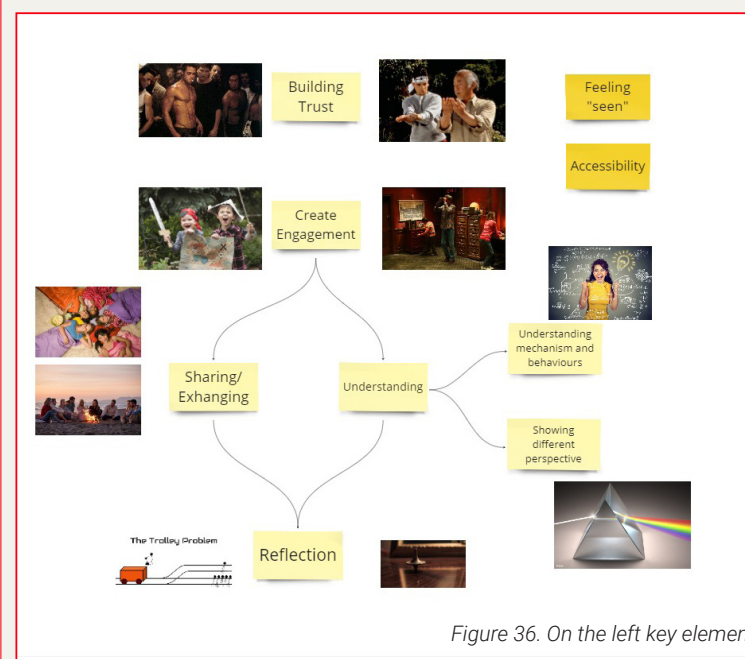 Building
Trust
Feeling
"seen"
Accessibility
Create
Engagement
Understanding
mechanism and
behaviours
Sharing/
Exhanging
Understanding
Showing
different
perspective
The Trolley Problem
Reflection
Figure 36. On the left key elemen